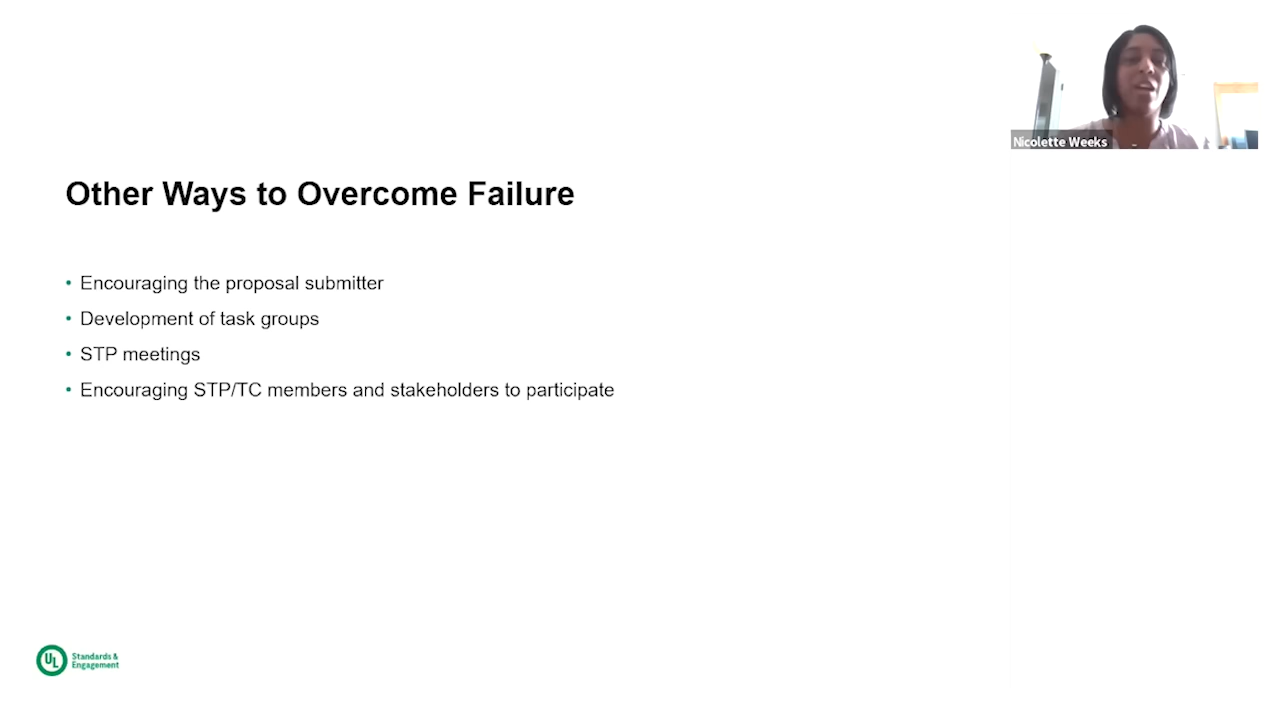 Nicolette Weeks
Other Ways to Overcome Failure
• Encouraging the proposal submitter
• Development of task groups
• STP meetings
• Encouraging STP/TC members and stakeholders to participate
UL
Standards &
Engagement